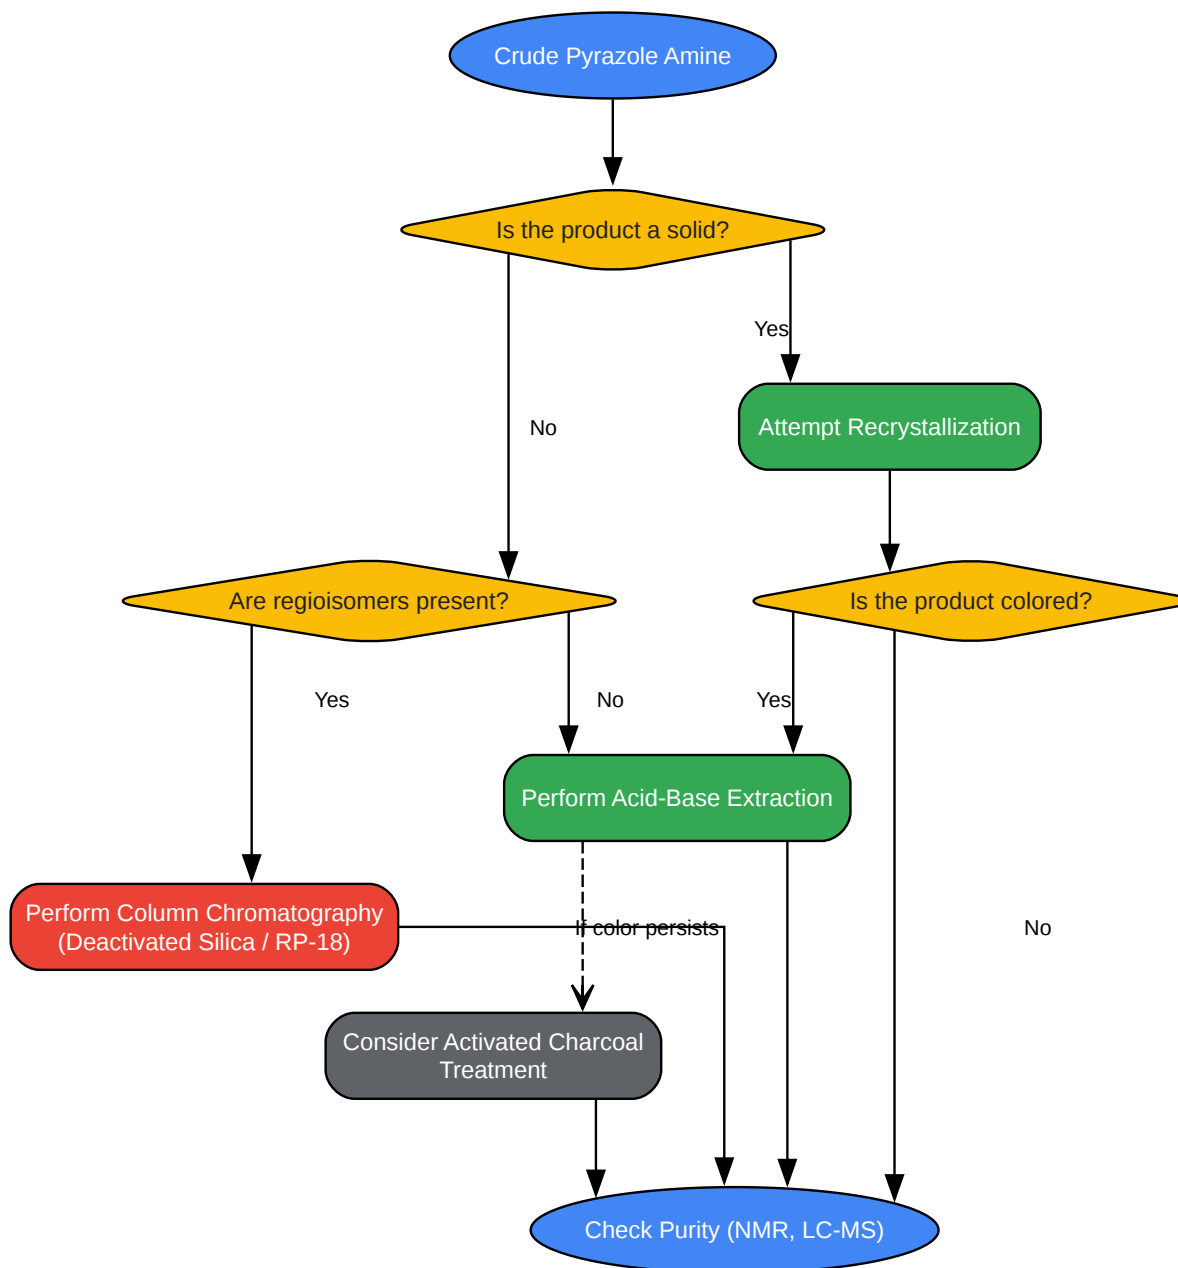 Crude Pyrazole Amine
Is the product a solid?
Yes
No
Attempt Recrystallization
Are regioisomers present?
Is the product colored?
Yes
No
Yes
Perform Acid-Base Extraction
Perform Column Chromatography
(Deactivated Silica / RP-18)
If color persists
No
Consider Activated Charcoal
Treatment
Check Purity (NMR, LC-MS)